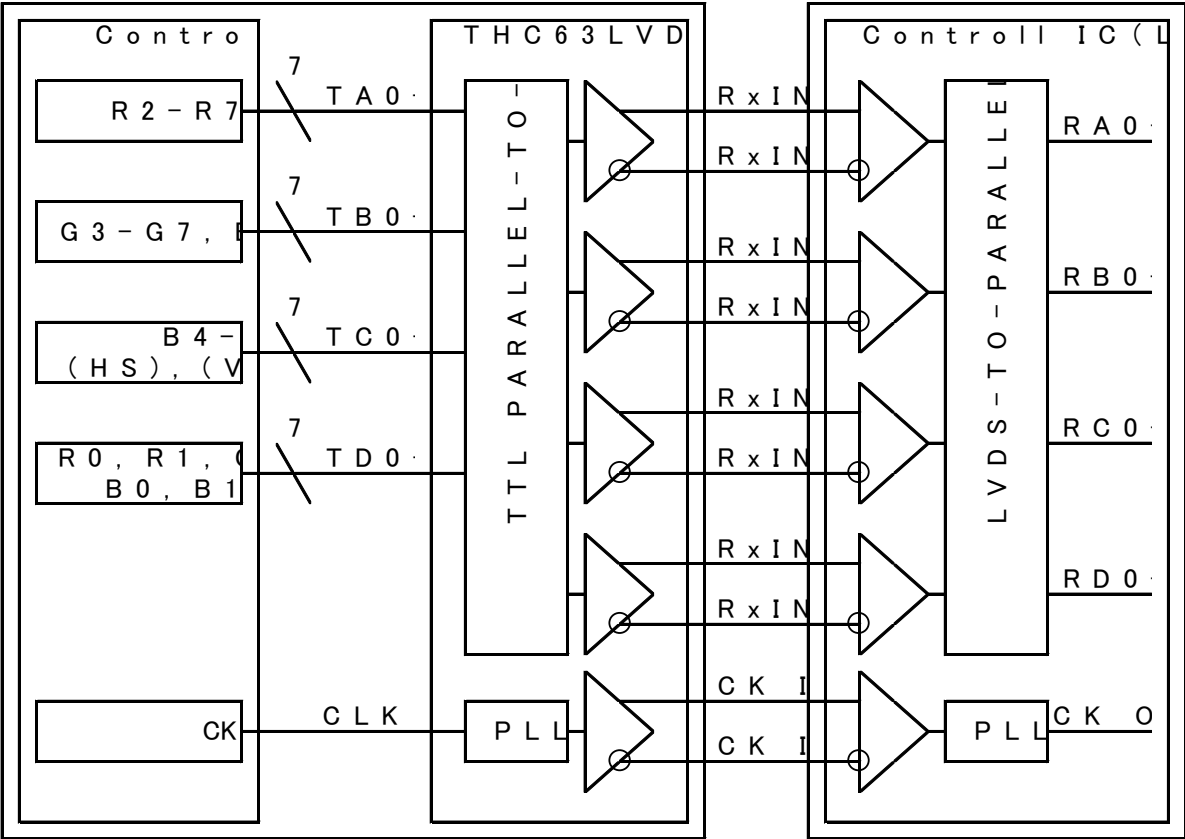 Contro
THC63LVD
Controll IC(L
7
TA0
R2-R7
RxIN
RxIN
RA0
7
TB0
G3-G7,
RxIN
RxIN
RB0
7
TC0
B4-
(HS),(V
RxIN
RxIN
RC0
7
TD0
R0, R1,
B0, B1
RxIN
RxIN
RD0
TTL PARALLEL-TO-
LVDS-TO-PARALLEL
CK
CLK
PLL
CK I
CK I
PLL
CK O